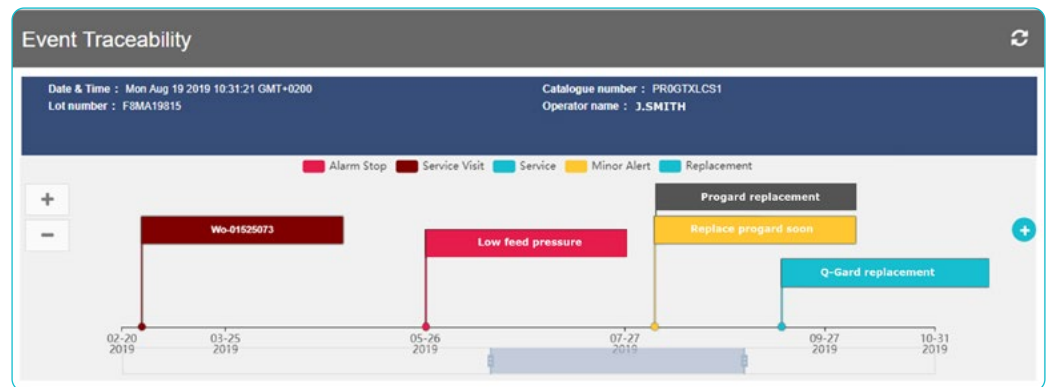 Event Traceability
Date & Time : Mon Aug 19 2019 10:31:21 GMT+0200
Catalogue number : PR0GTXLCS1
Lot number : F8MA19815
Operator name : J.SMITH
Alarm Stop Service Visit Service Minor Alert Replacement
+
−
Progard replacement
Wo-01525073
Replace progard soon
+
Low feed pressure
Q-Gard replacement
02-20 03-25 05-26 07-27 09-27 10-31
2019 2019 2019 2019 2019 2019